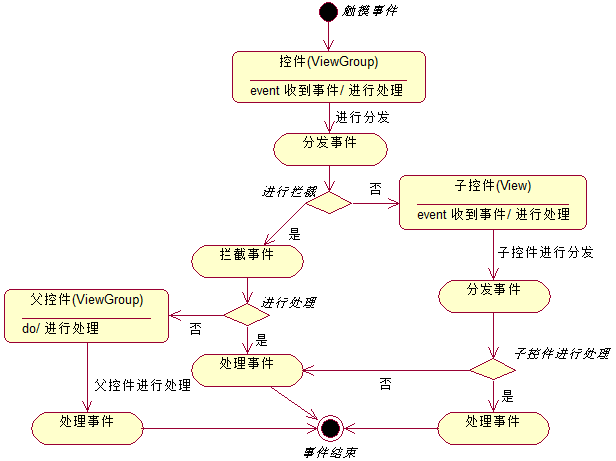 触摸事件
控件(ViewGroup)
event 收到事件/ 进行处理
进行分发
分发事件
进行拦截
否
子控件(View)
event 收到事件/ 进行处理
是
子控件进行分发
拦截事件
分发事件
父控件(ViewGroup)
do/ 进行处理
进行处理
否
是
子控件进行处理
处理事件
父控件进行处理
否
是
处理事件
处理事件
事件结束